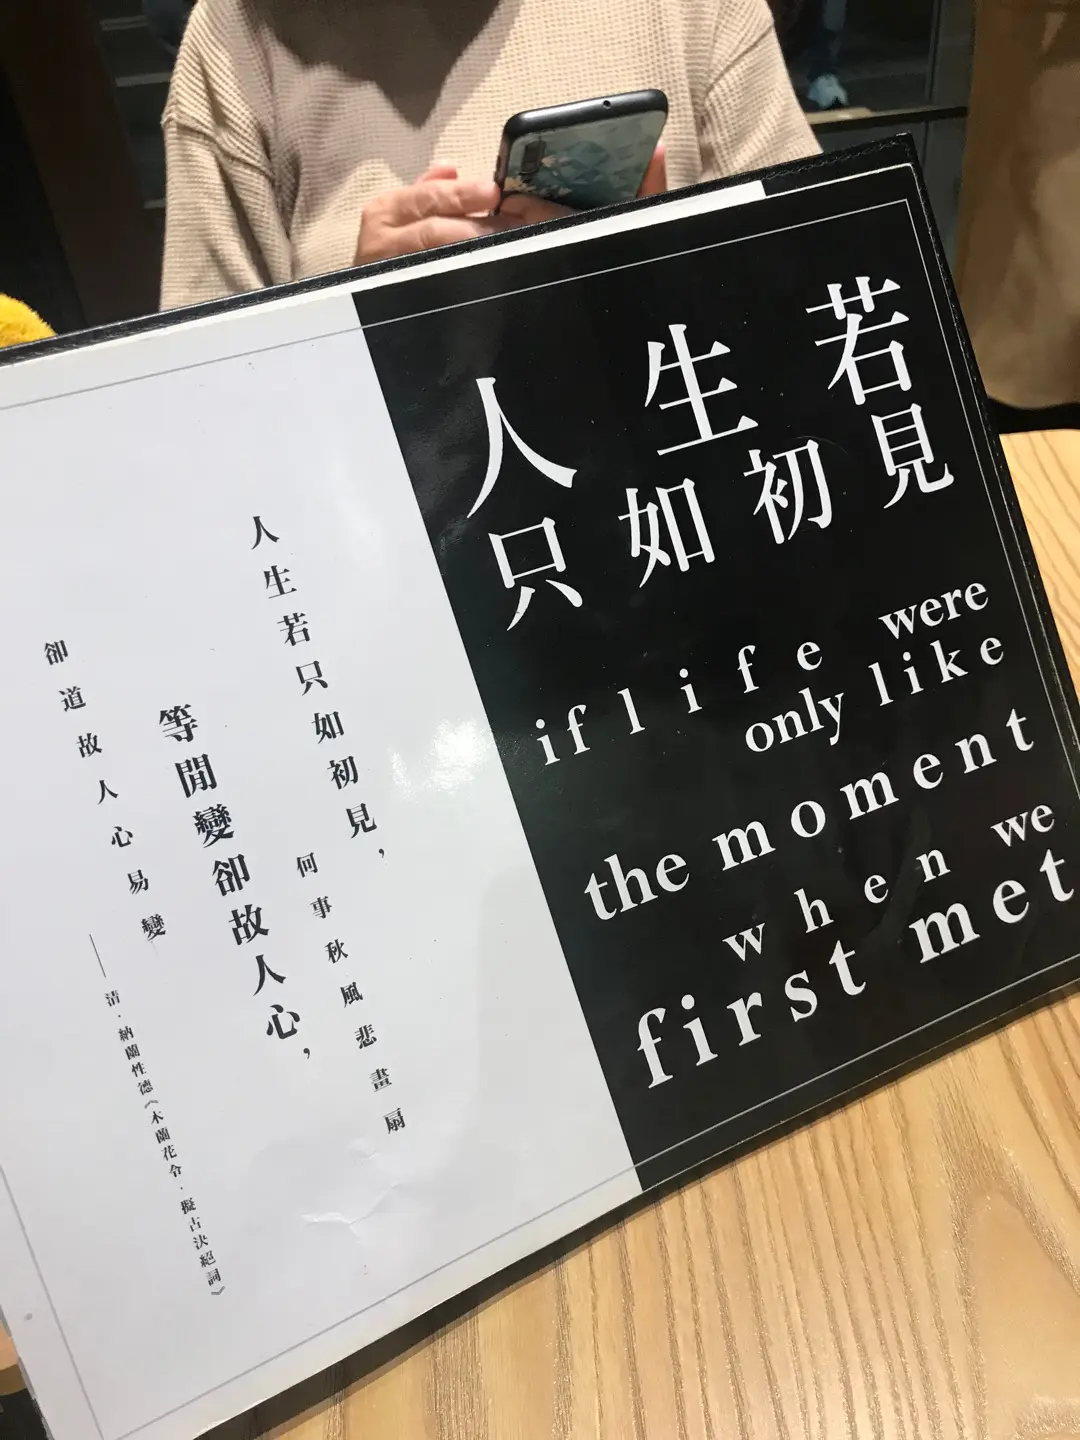 人生若
只如初見
if life were
only like
the moment
when we
first met
人生若只如初見，
何事秋風悲畫扇
等閒變卻故人心，
卻道故人心易變
——清．納蘭性德《木蘭花令．擬古決絕詞》